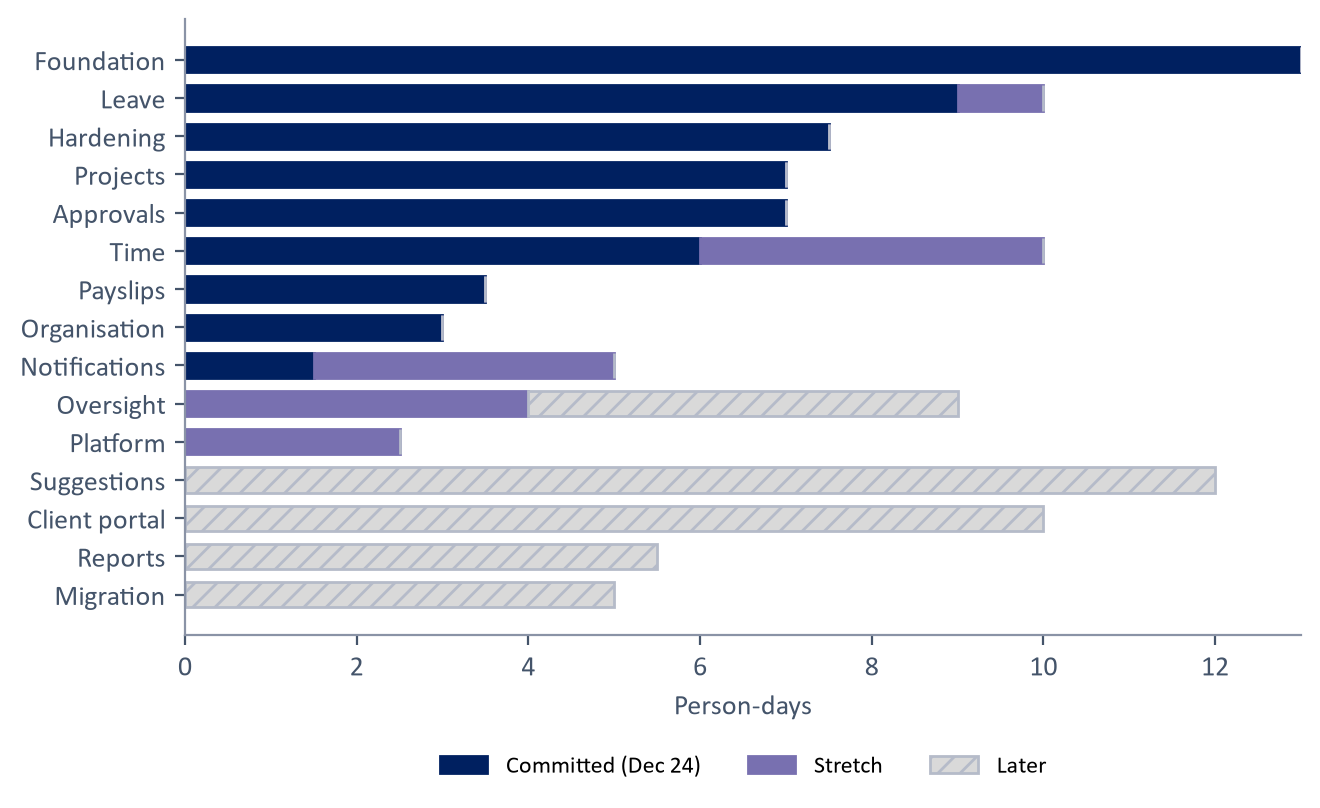 Foundation
Leave
Hardening
Projects
Approvals
Time
Payslips
Organisation
Notifications
Oversight
Platform
Suggestions
Client portal
Reports
Migration
0 2 4 6 8 10 12
Person-days
Committed (Dec 24) Stretch Later